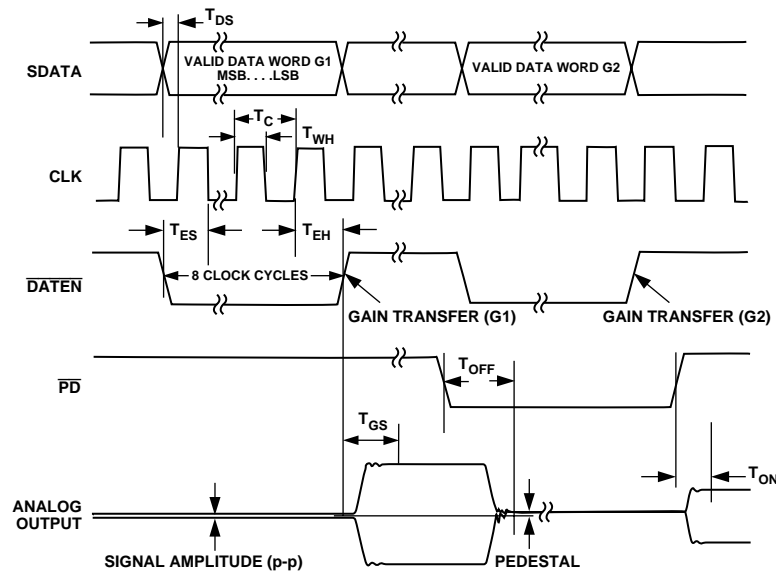 TDS
SDATA
VALID DATA WORD G1
MSB. . . .LSB
VALID DATA WORD G2
TC
TWH
CLK
TES
TEH
DATEN
8 CLOCK CYCLES
GAIN TRANSFER (G1)
GAIN TRANSFER (G2)
PD
TOFF
TGS
TON
ANALOG
OUTPUT
SIGNAL AMPLITUDE (p-p)
PEDESTAL